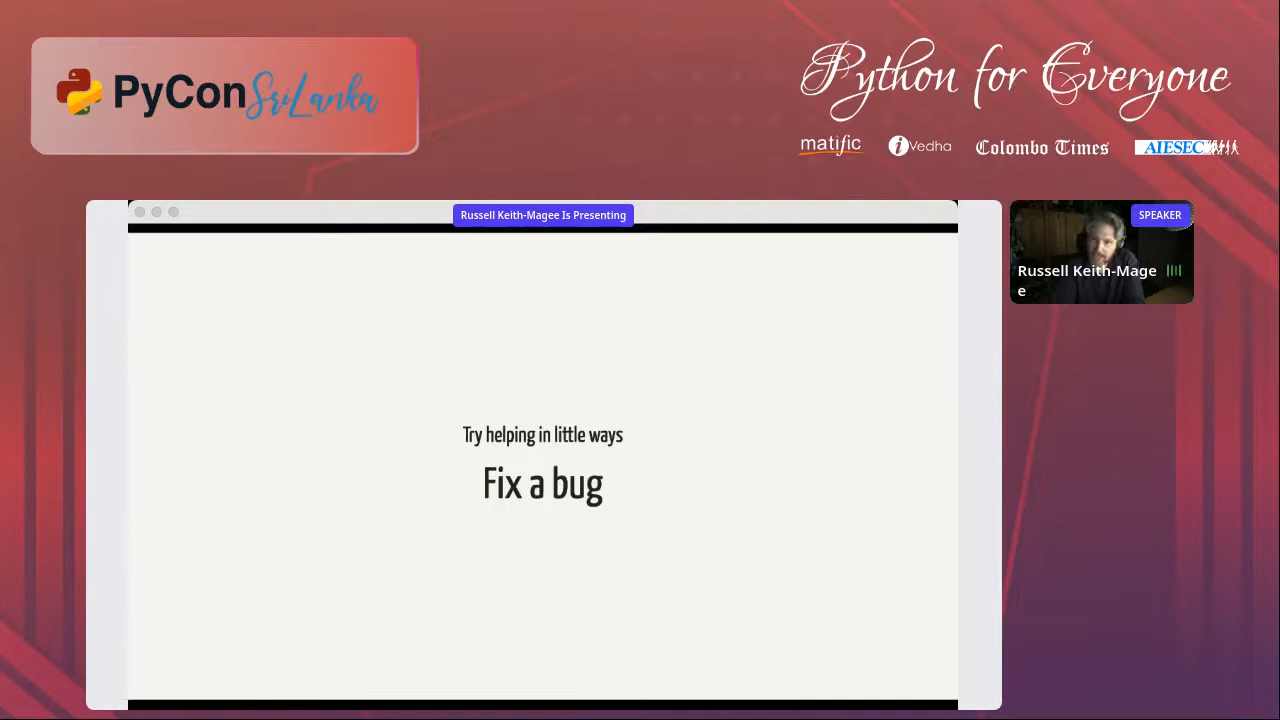 PyCon SriLanka
Python for Everyone
matific
iVedha
Colombo Times
AIESEC
Russell Keith-Magee Is Presenting
SPEAKER
Russell Keith-Mage
e
Try helping in little ways
Fix a bug